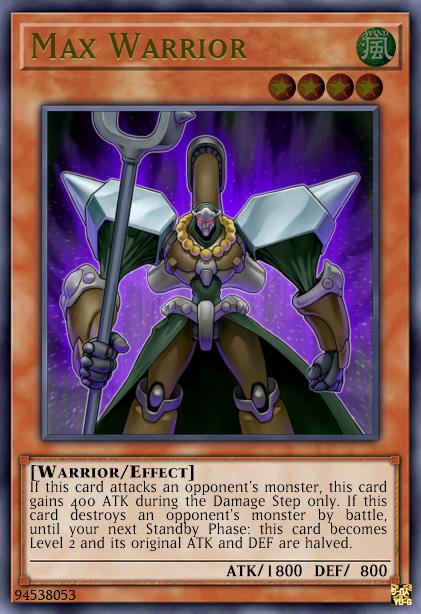 Max Warrior
WIND
風
[Warrior/Effect]
If this card attacks an opponent's monster, this card
gains 400 ATK during the Damage Step only. If this
card destroys an opponent's monster by battle,
until your next Standby Phase: this card becomes
Level 2 and its original ATK and DEF are halved.
ATK/1800 DEF/ 800
94538053